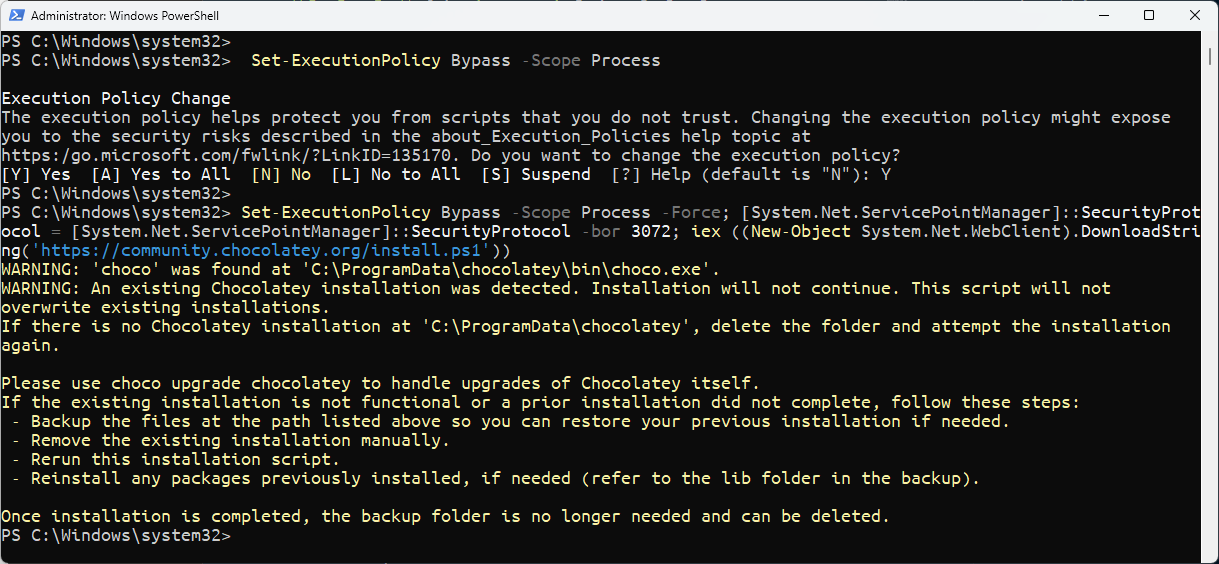 Administrator: Windows PowerShell
PS C:\Windows\system32>
PS C:\Windows\system32>  Set-ExecutionPolicy Bypass -Scope Process
Execution Policy Change
The execution policy helps protect you from scripts that you do not trust. Changing the execution policy might expose
you to the security risks described in the about_Execution_Policies help topic at
https:/go.microsoft.com/fwlink/?LinkID=135170. Do you want to change the execution policy?
[Y] Yes  [A] Yes to All  [N] No  [L] No to All  [S] Suspend  [?] Help (default is "N"): Y
PS C:\Windows\system32>
PS C:\Windows\system32> Set-ExecutionPolicy Bypass -Scope Process -Force; [System.Net.ServicePointManager]::SecurityProt
ocol = [System.Net.ServicePointManager]::SecurityProtocol -bor 3072; iex ((New-Object System.Net.WebClient).DownloadStri
ng('https://community.chocolatey.org/install.ps1'))
WARNING: 'choco' was found at 'C:\ProgramData\chocolatey\bin\choco.exe'.
WARNING: An existing Chocolatey installation was detected. Installation will not continue. This script will not
overwrite existing installations.
If there is no Chocolatey installation at 'C:\ProgramData\chocolatey', delete the folder and attempt the installation
again.
Please use choco upgrade chocolatey to handle upgrades of Chocolatey itself.
If the existing installation is not functional or a prior installation did not complete, follow these steps:
 - Backup the files at the path listed above so you can restore your previous installation if needed.
 - Remove the existing installation manually.
 - Rerun this installation script.
 - Reinstall any packages previously installed, if needed (refer to the lib folder in the backup).
Once installation is completed, the backup folder is no longer needed and can be deleted.
PS C:\Windows\system32>